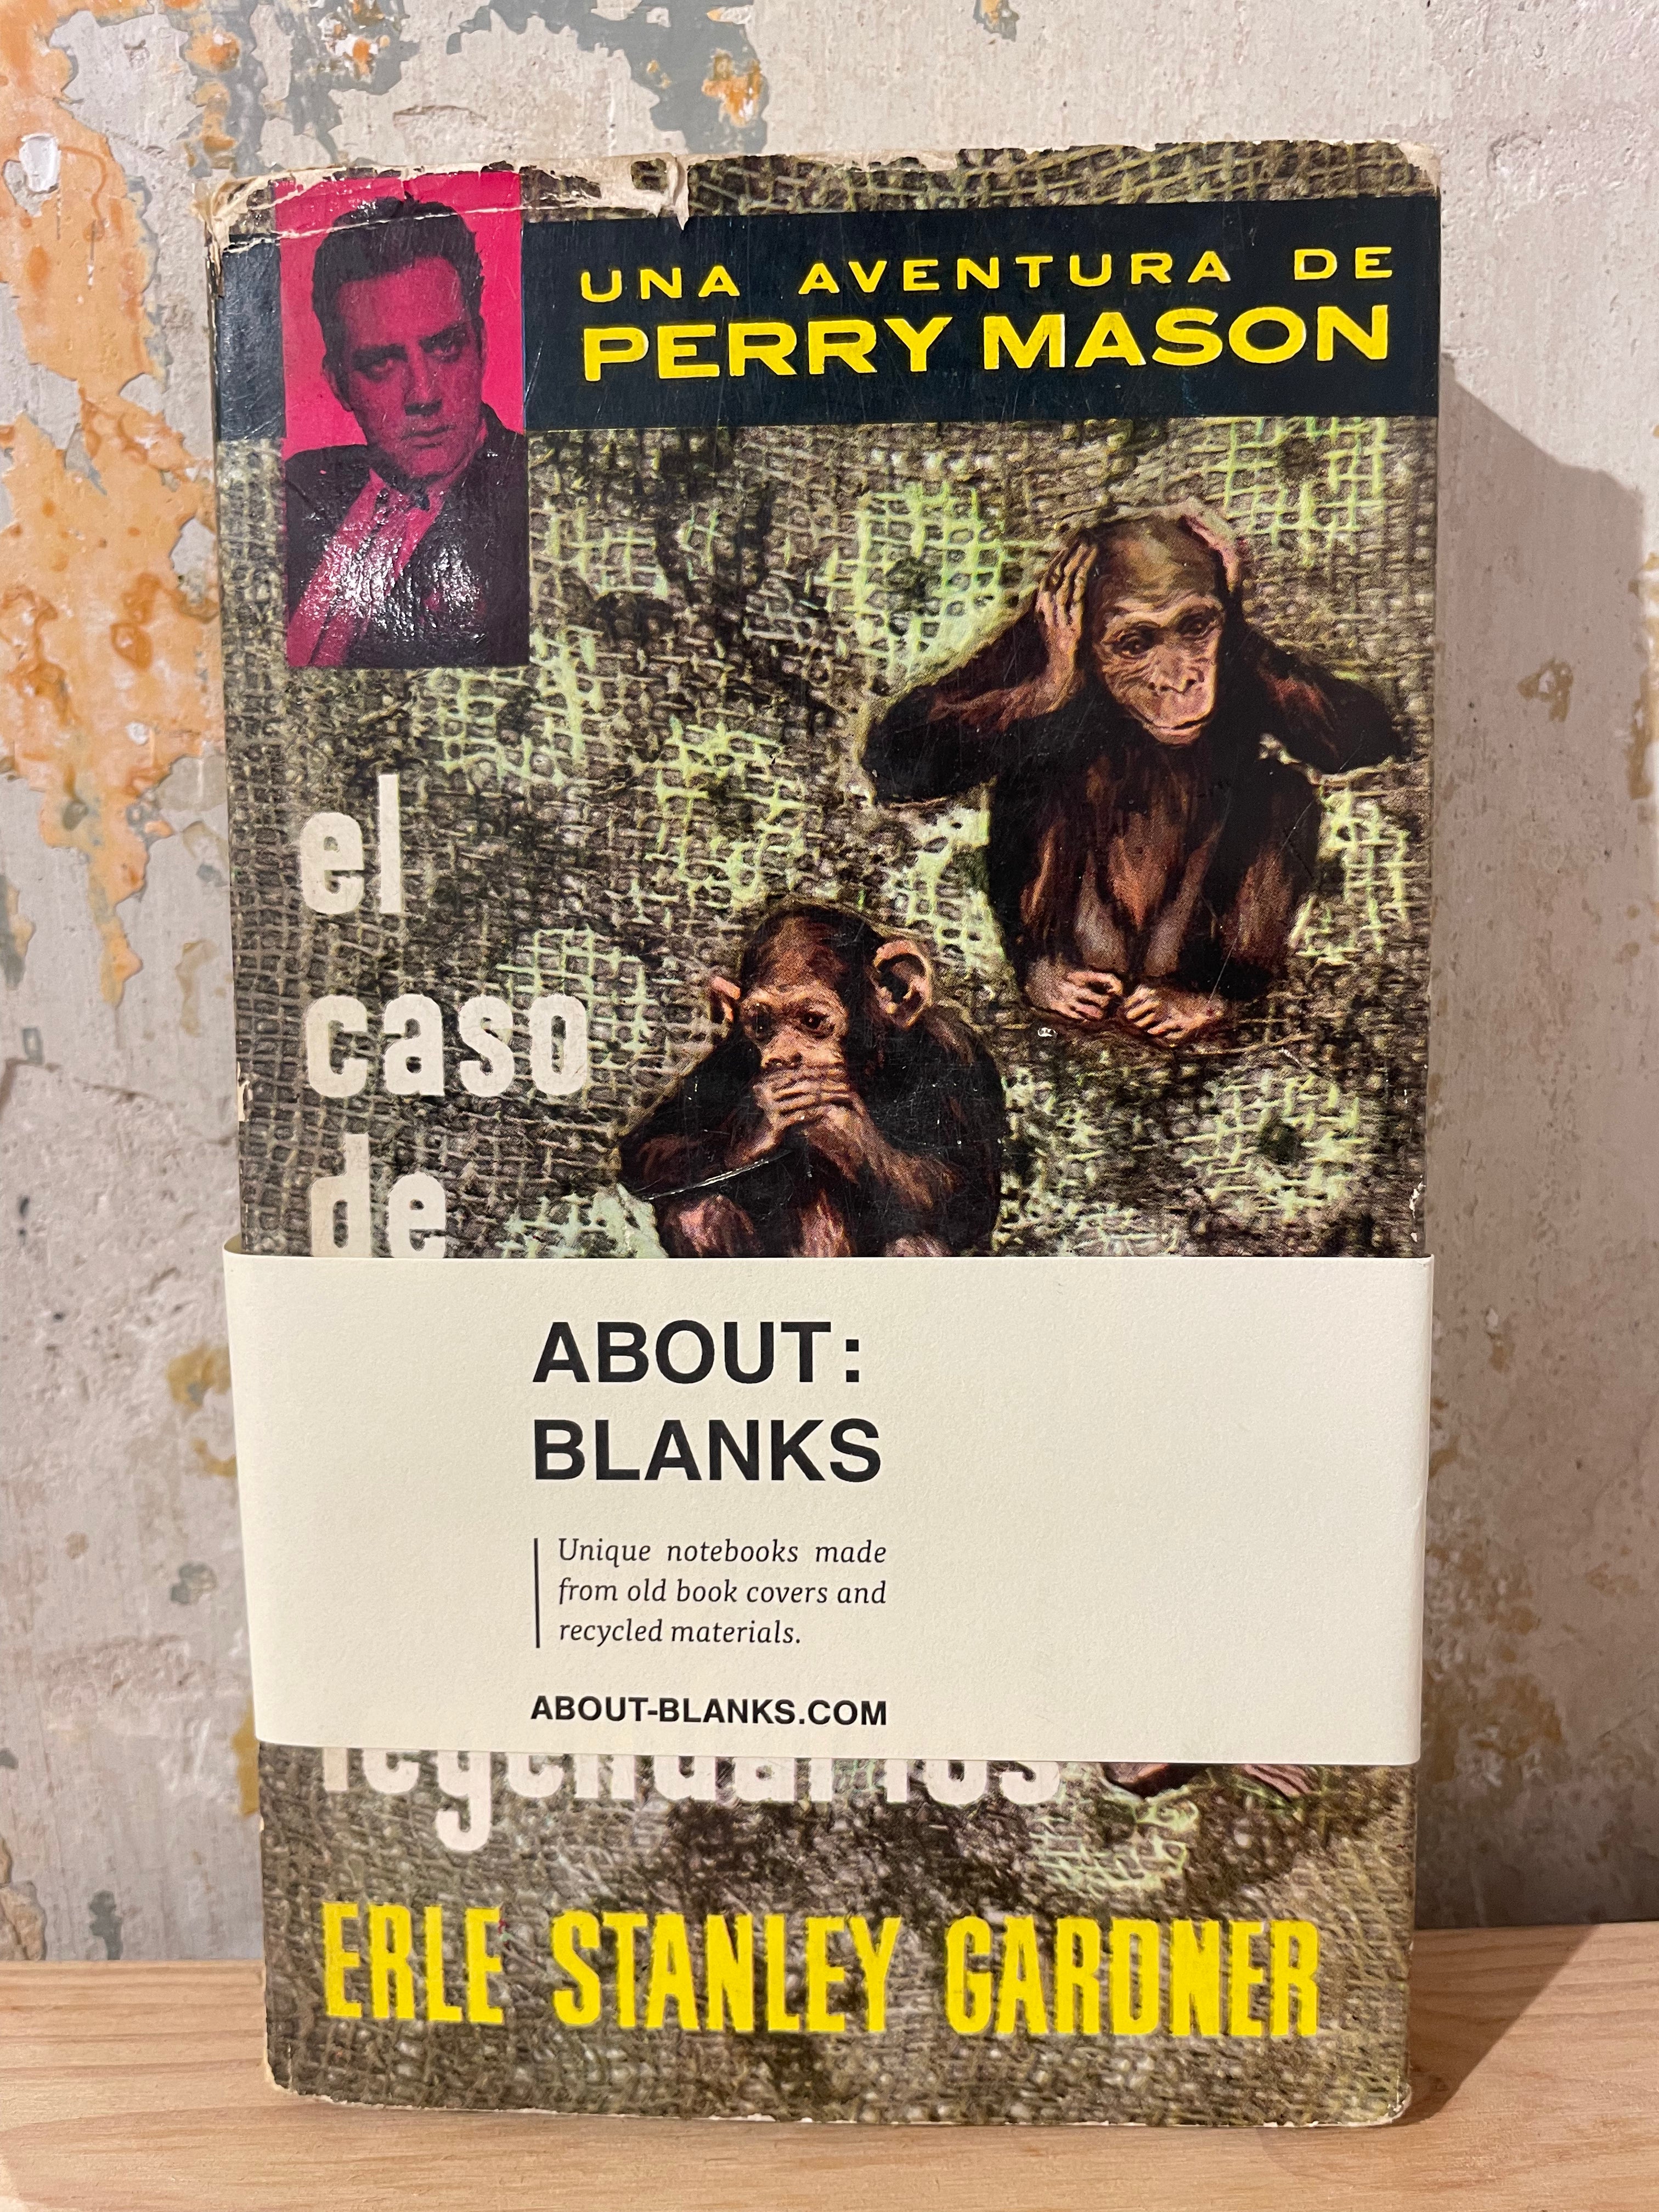 UNA AVENTURA DE
PERRY MASON
el
caso
de
ABOUT:
BLANKS
Unique notebooks made
from old book covers and
recycled materials.
ABOUT-BLANKS.COM
legendarios
ERLE STANLEY GARDNER